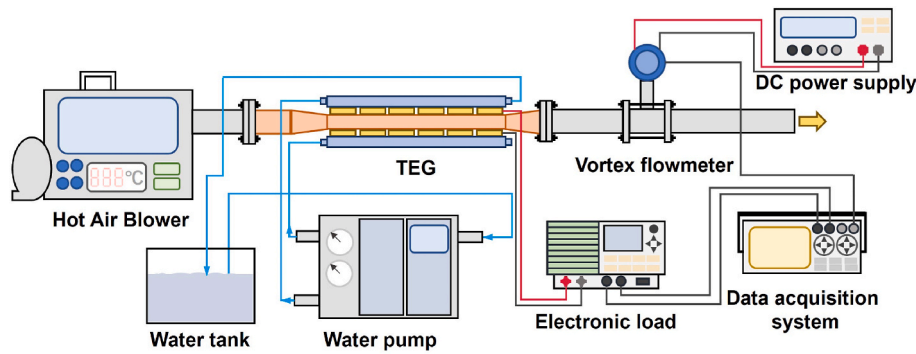 DC power supply
TEG
Vortex flowmeter
888°C
Hot Air Blower
Water tank
Water pump
Electronic load
Data acquisition
system